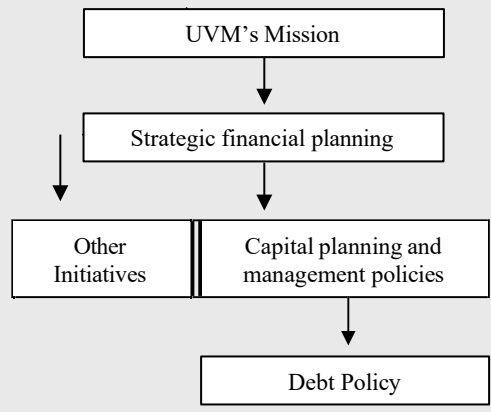 UVM’s Mission
Strategic financial planning
Other
Initiatives
Capital planning and
management policies
Debt Policy